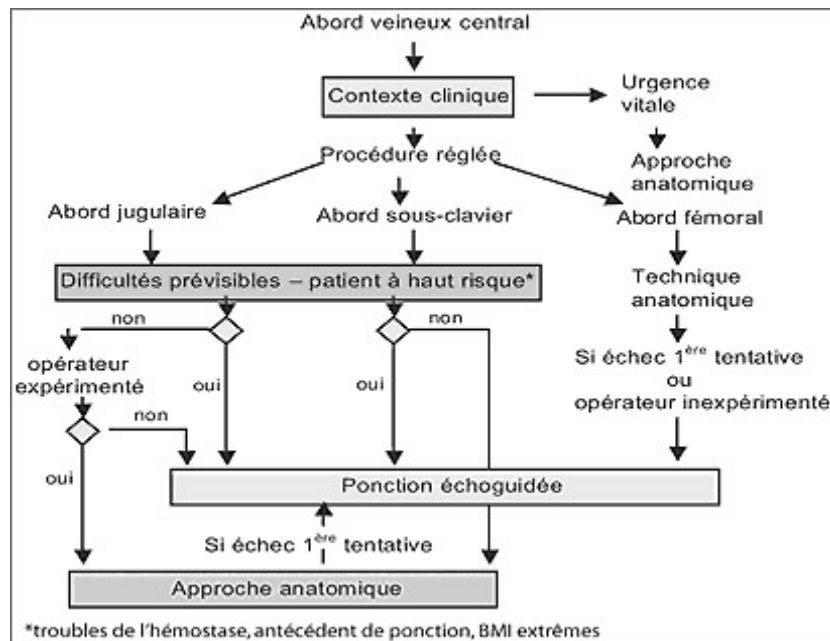 Abord veineux central
Contexte clinique
Urgence
vitale
Procédure réglée
Approche
anatomique
Abord jugulaire
Abord sous-clavier
Abord fémoral
Difficultés prévisibles – patient à haut risque*
Technique
anatomique
non
non
opérateur
expérimenté
oui
oui
Si échec 1ère tentative
ou
opérateur inexpérimenté
non
oui
Ponction échoguidée
Si échec 1ère tentative
Approche anatomique
*troubles de l'hémostase, antécédent de ponction, BMI extrêmes